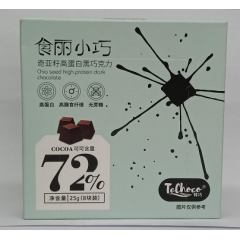 食丽小巧
奇亚籽高蛋白黑巧克力
Chia seed high protein dark
chocolate
高蛋白
高膳食纤维
无蔗糖
COCOA 可可含量
72%
净含量:25g(8块装)
ToChoco
图片仅供参考